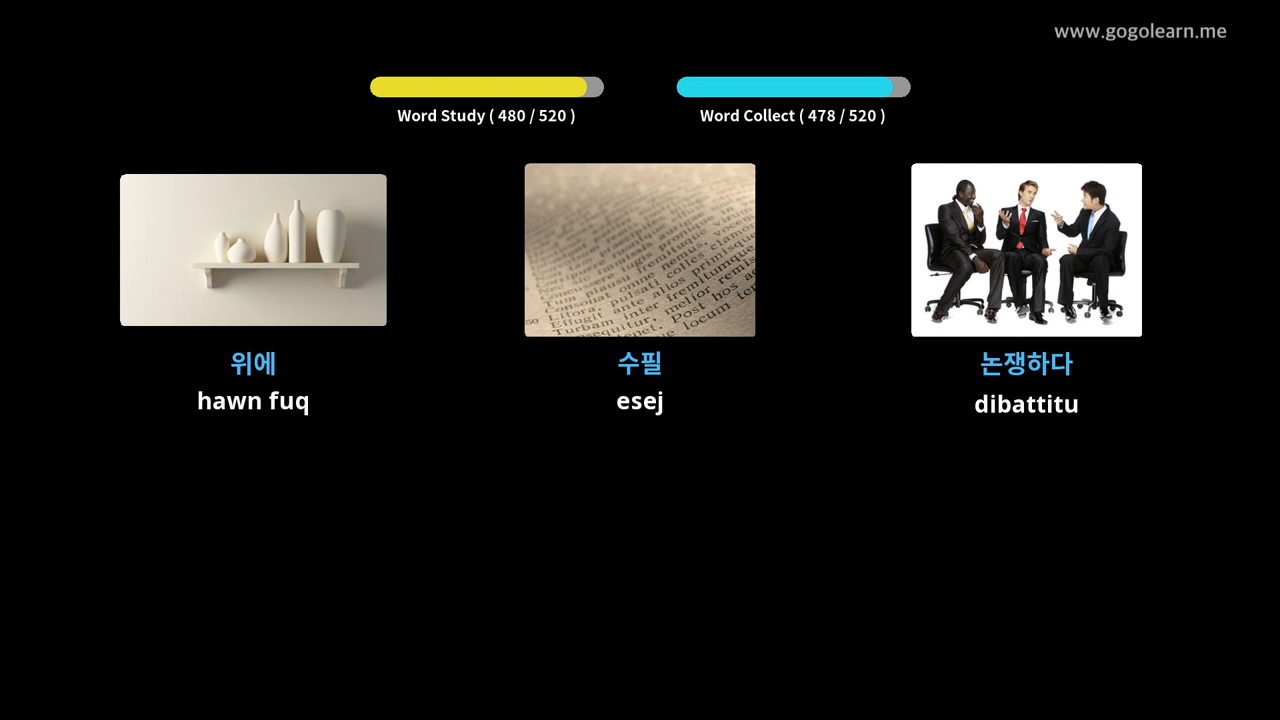 www.gogolearn.me
Word Study ( 480 / 520 )
Word Collect ( 478 / 520 )
위에
hawn fuq
수필
esej
논쟁하다
dibattitu